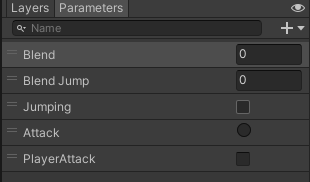 Layers Parameters
Name
Blend 0
Blend Jump 0
Jumping
Attack
PlayerAttack